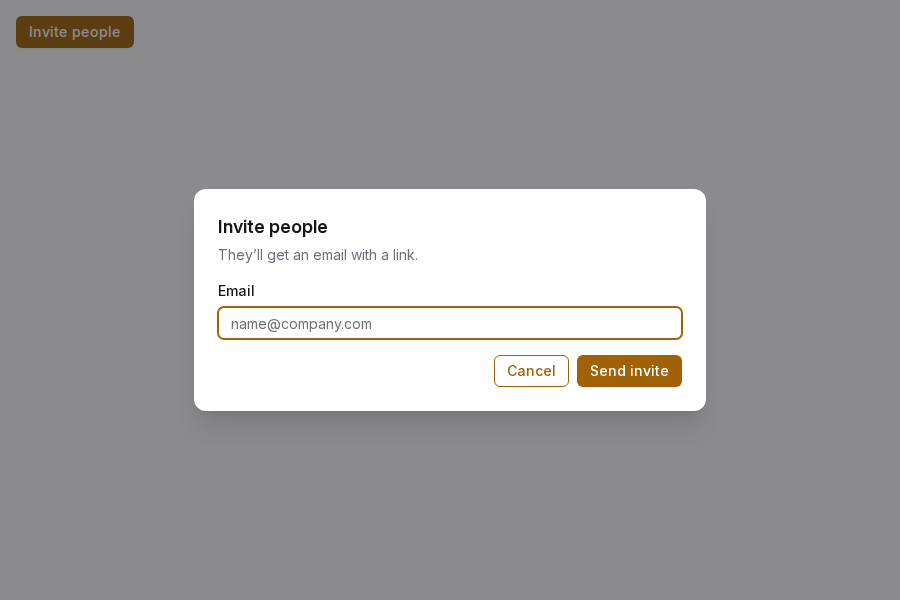 Invite people
Invite people
They’ll get an email with a link.
Email
name@company.com
Cancel
Send invite